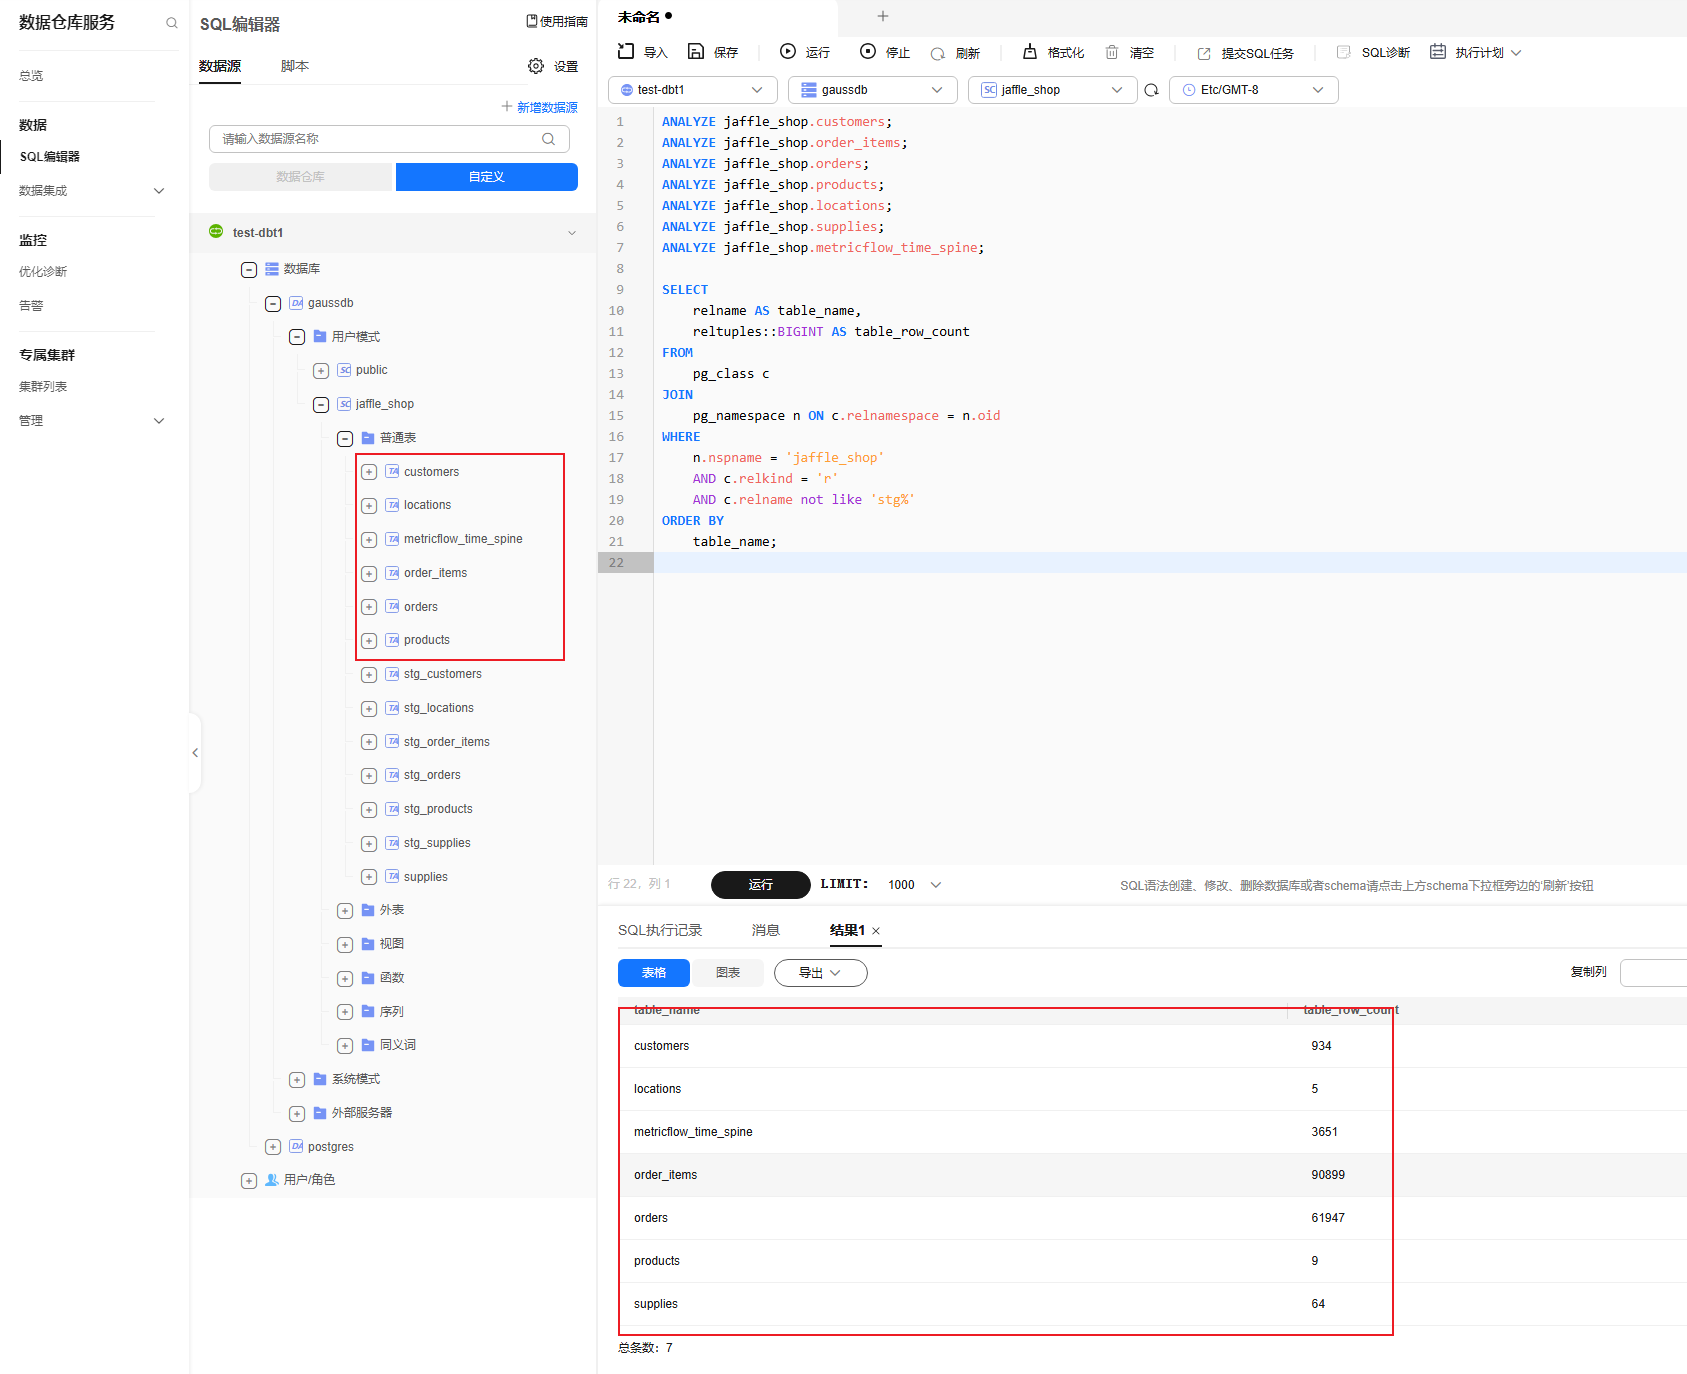 数据仓库服务
总览
数据
SQL编辑器
数据集成
监控
优化诊断
告警
专属集群
集群列表
管理
SQL编辑器
使用指南
数据源
脚本
设置
新增数据源
请输入数据源名称
数据仓库
自定义
test-dbt1
数据库
gaussdb
用户模式
public
jaffle_shop
普通表
customers
locations
metricflow_time_spine
order_items
orders
products
stg_customers
stg_locations
stg_order_items
stg_orders
stg_products
stg_supplies
supplies
外表
视图
函数
序列
同义词
系统模式
外部服务器
postgres
用户/角色
未命名
导入 保存 运行 停止 刷新 格式化 清空 提交SQL任务 SQL诊断 执行计划
test-dbt1 gaussdb jaffle_shop Etc/GMT-8
1 ANALYZE jaffle_shop.customers;
2 ANALYZE jaffle_shop.order_items;
3 ANALYZE jaffle_shop.orders;
4 ANALYZE jaffle_shop.products;
5 ANALYZE jaffle_shop.locations;
6 ANALYZE jaffle_shop.supplies;
7 ANALYZE jaffle_shop.metricflow_time_spine;
8
9 SELECT
10 relname AS table_name,
11 reltuples::BIGINT AS table_row_count
12 FROM
13 pg_class c
14 JOIN
15 pg_namespace n ON c.relnamespace = n.oid
16 WHERE
17 n.nspname = 'jaffle_shop'
18 AND c.relkind = 'r'
19 AND c.relname not like 'stg%'
20 ORDER BY
21 table_name;
22
行 22，列 1
运行
LIMIT: 1000
SQL语法创建、修改、删除数据库或者schema请点击上方schema下拉框旁边的'刷新'按钮
SQL执行记录 消息 结果1
表格 图表 导出
复制列
table_name table_row_count
customers 934
locations 5
metricflow_time_spine 3651
order_items 90899
orders 61947
products 9
supplies 64
总条数：7